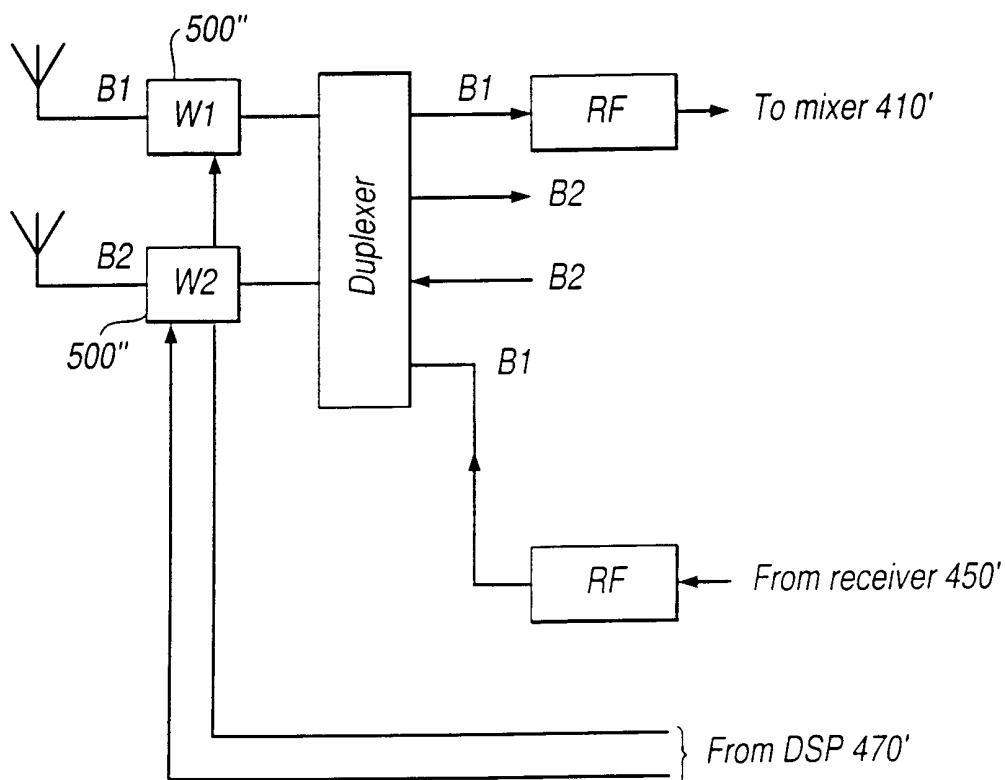 500"
B1
W1
B1
RF
To mixer 410'
B2
W2
Duplexer
B2
B2
500"
B1
RF
From receiver 450'
From DSP 470'